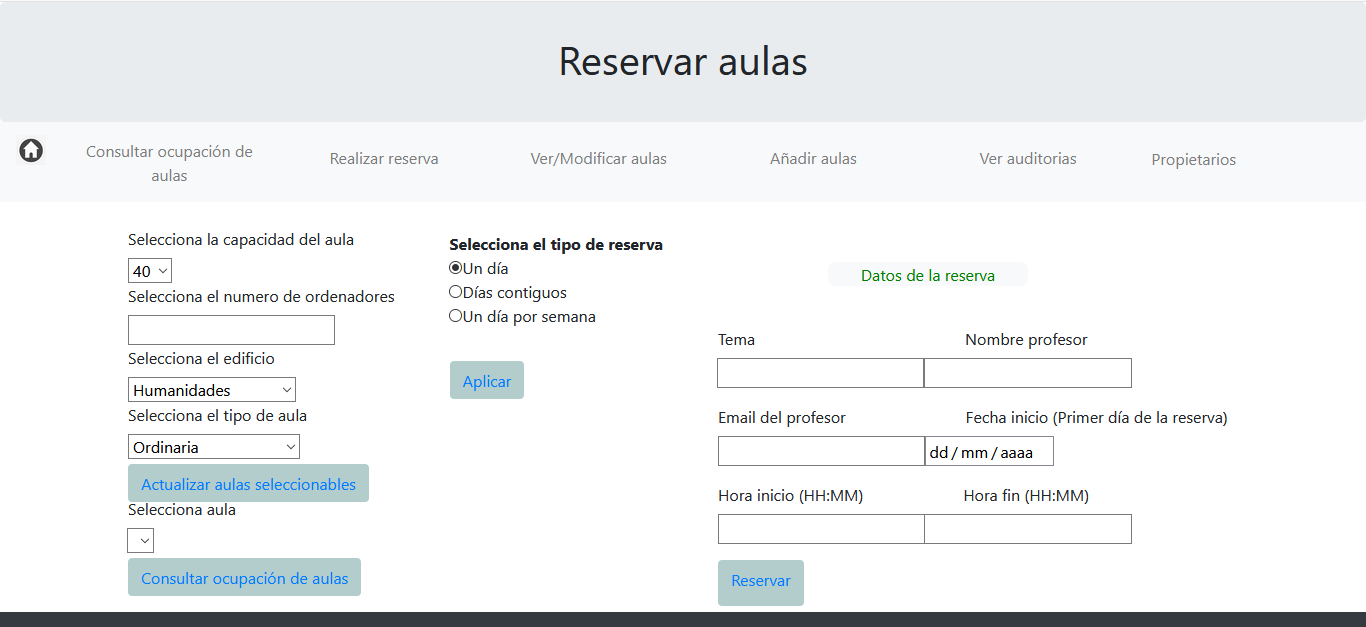 Reservar aulas
Consultar ocupación de
aulas
Realizar reserva
Ver/Modificar aulas
Añadir aulas
Ver auditorias
Propietarios
Selecciona la capacidad del aula
40
Selecciona el numero de ordenadores
Selecciona el edificio
Humanidades
Selecciona el tipo de aula
Ordinaria
Actualizar aulas seleccionables
Selecciona aula
Consultar ocupación de aulas
Selecciona el tipo de reserva
Un día
Días contiguos
Un día por semana
Aplicar
Datos de la reserva
Tema
Nombre profesor
Email del profesor
Fecha inicio (Primer día de la reserva)
dd / mm / aaaa
Hora inicio (HH:MM)
Hora fin (HH:MM)
Reservar